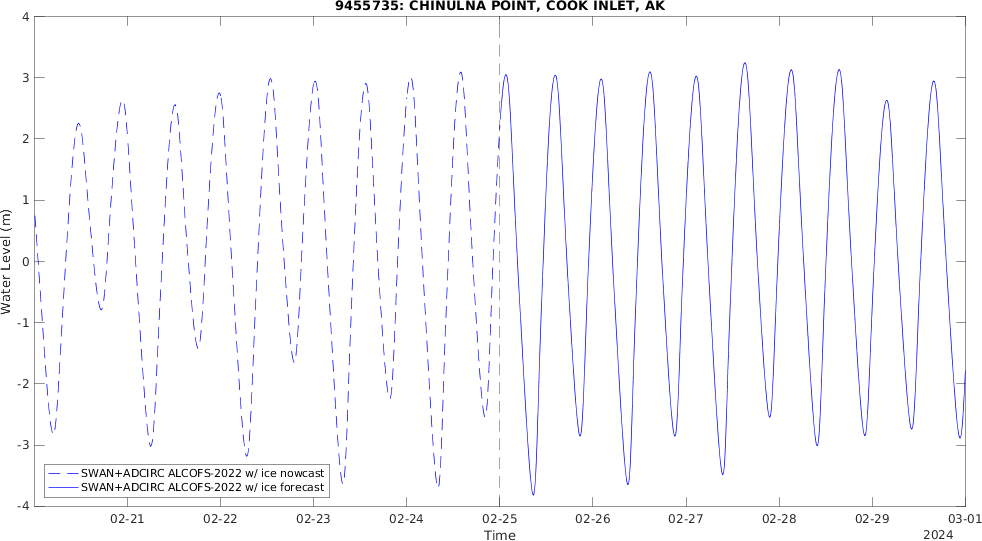 9455735: CHINULNA POINT, COOK INLET, AK
4
3
2
1
0
-1
-2
-3
-4
Water Level (m)
SWAN+ADCIRC ALCOFS-2022 w/ ice nowcast
SWAN+ADCIRC ALCOFS-2022 w/ ice forecast
02-21 02-22 02-23 02-24 02-25 02-26 02-27 02-28 02-29 03-01
Time
2024